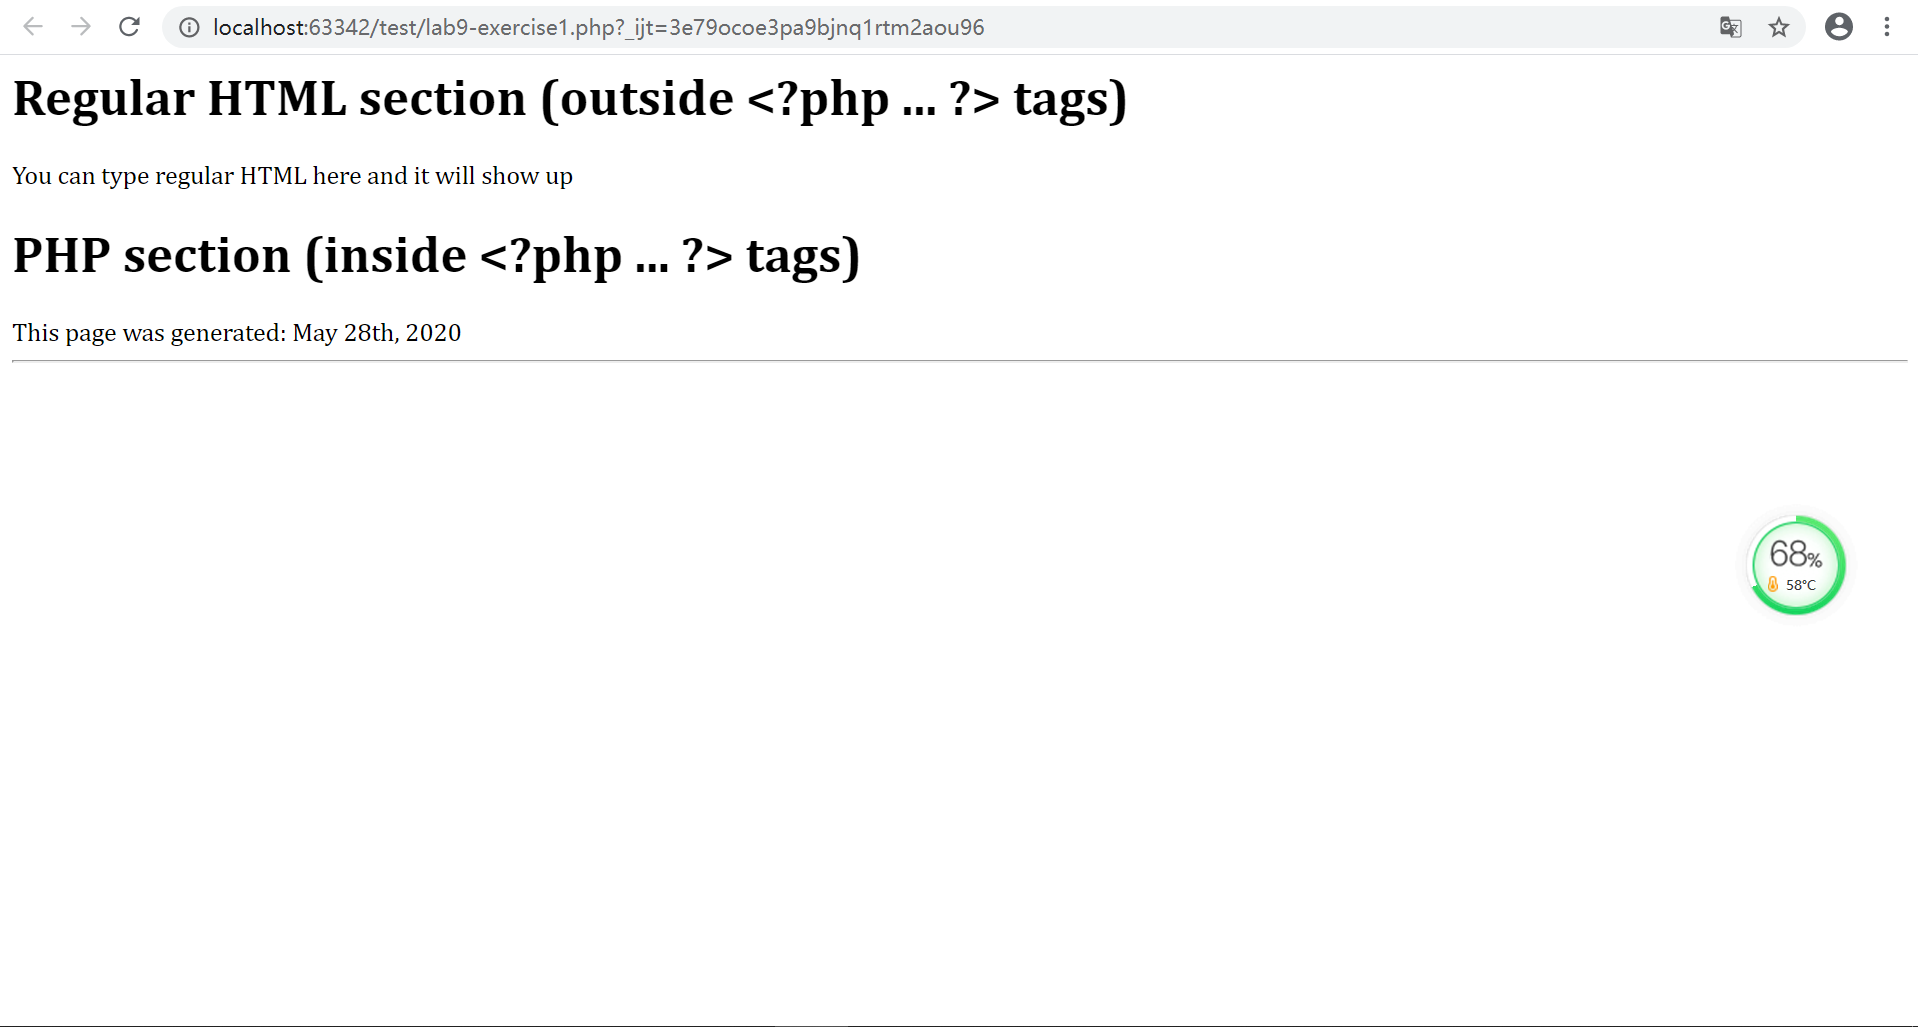 localhost:63342/test/lab9-exercise1.php?_ijt=3e79ocoe3pa9bjnq1rtm2aou96
Regular HTML section (outside <?php ... ?> tags)
You can type regular HTML here and it will show up
PHP section (inside <?php ... ?> tags)
This page was generated: May 28th, 2020
68%
58°C